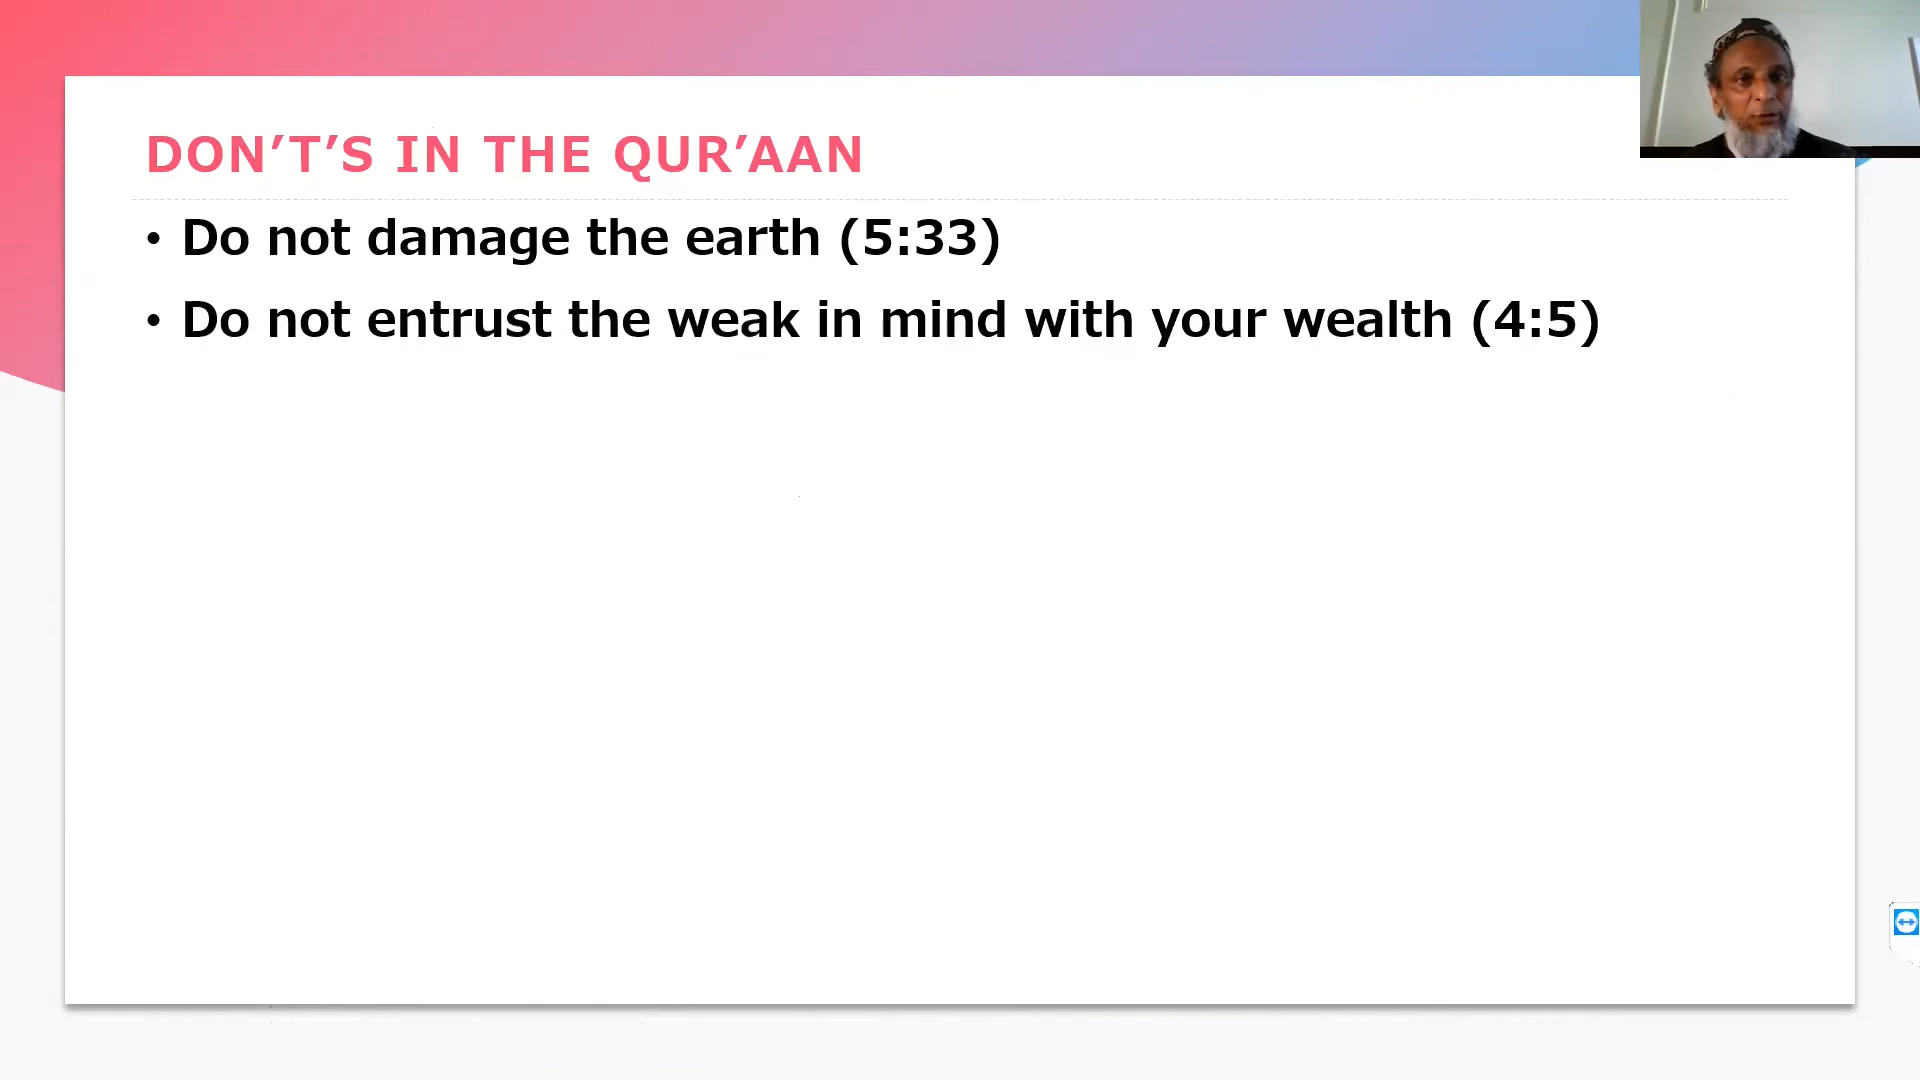 DON’T’S IN THE QUR’AAN
• Do not damage the earth (5:33)
• Do not entrust the weak in mind with your wealth (4:5)